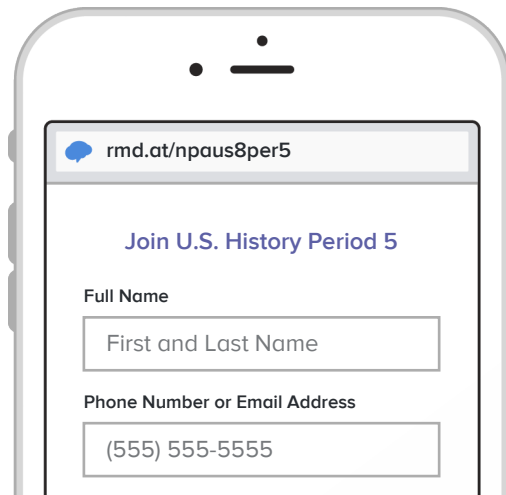 rmd.at/npaus8per5
Join U.S. History Period 5
Full Name
First and Last Name
Phone Number or Email Address
(555) 555-5555